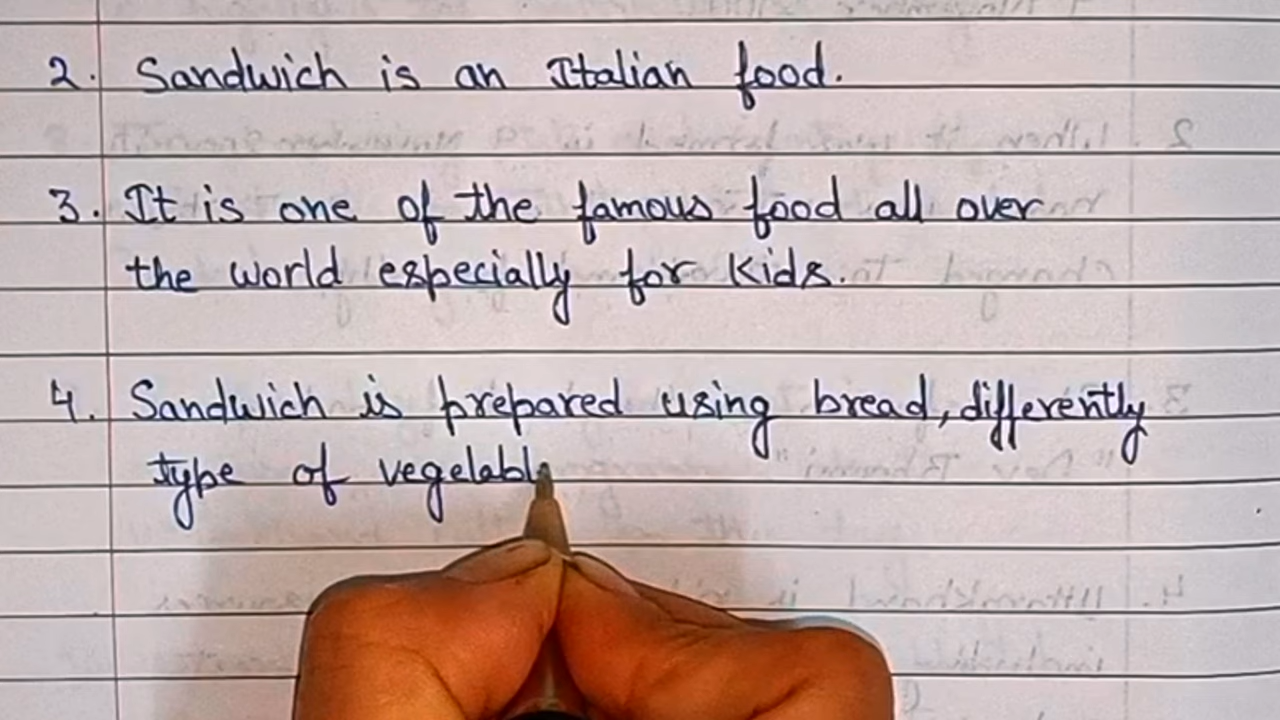 2. Sandwich is an Italian food.
3. It is one of the famous food all over
the world especially for Kids.
4. Sandwich is prepared using bread, differently
type of vegelabl